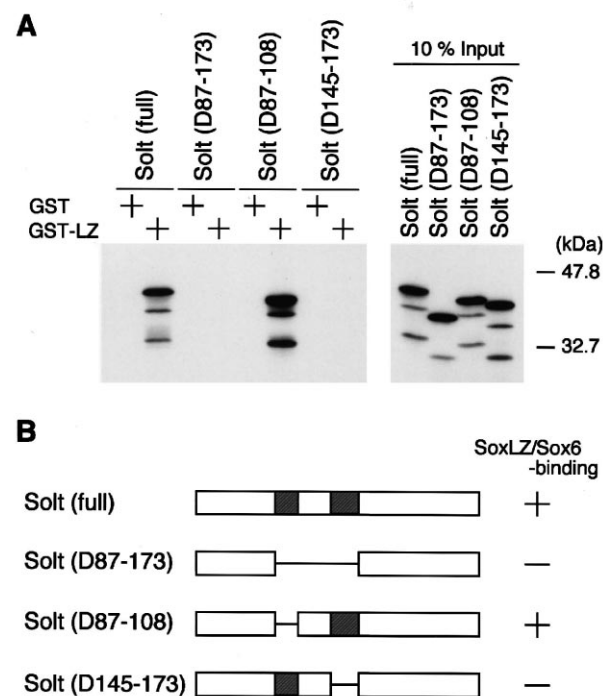 A
Solt (full)
Solt (D87-173)
Solt (D87-108)
Solt (D145-173)
10 % Input
Solt (full)
Solt (D87-173)
Solt (D87-108)
Solt (D145-173)
GST + + + +
GST-LZ + + + +
(kDa)
— 47.8
— 32.7
B
SoxLZ/Sox6
-binding
Solt (full) +
Solt (D87-173) —
Solt (D87-108) +
Solt (D145-173) —